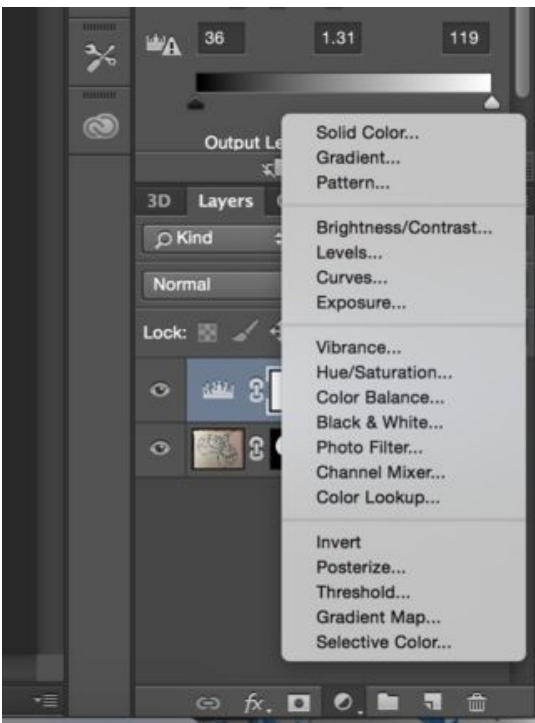 36 1.31 119
Output Le
3D Layers
Kind
Normal
Lock:
Solid Color...
Gradient...
Pattern...
Brightness/Contrast...
Levels...
Curves...
Exposure...
Vibrance...
Hue/Saturation...
Color Balance...
Black & White...
Photo Filter...
Channel Mixer...
Color Lookup...
Invert
Posterize...
Threshold...
Gradient Map...
Selective Color...
fx.